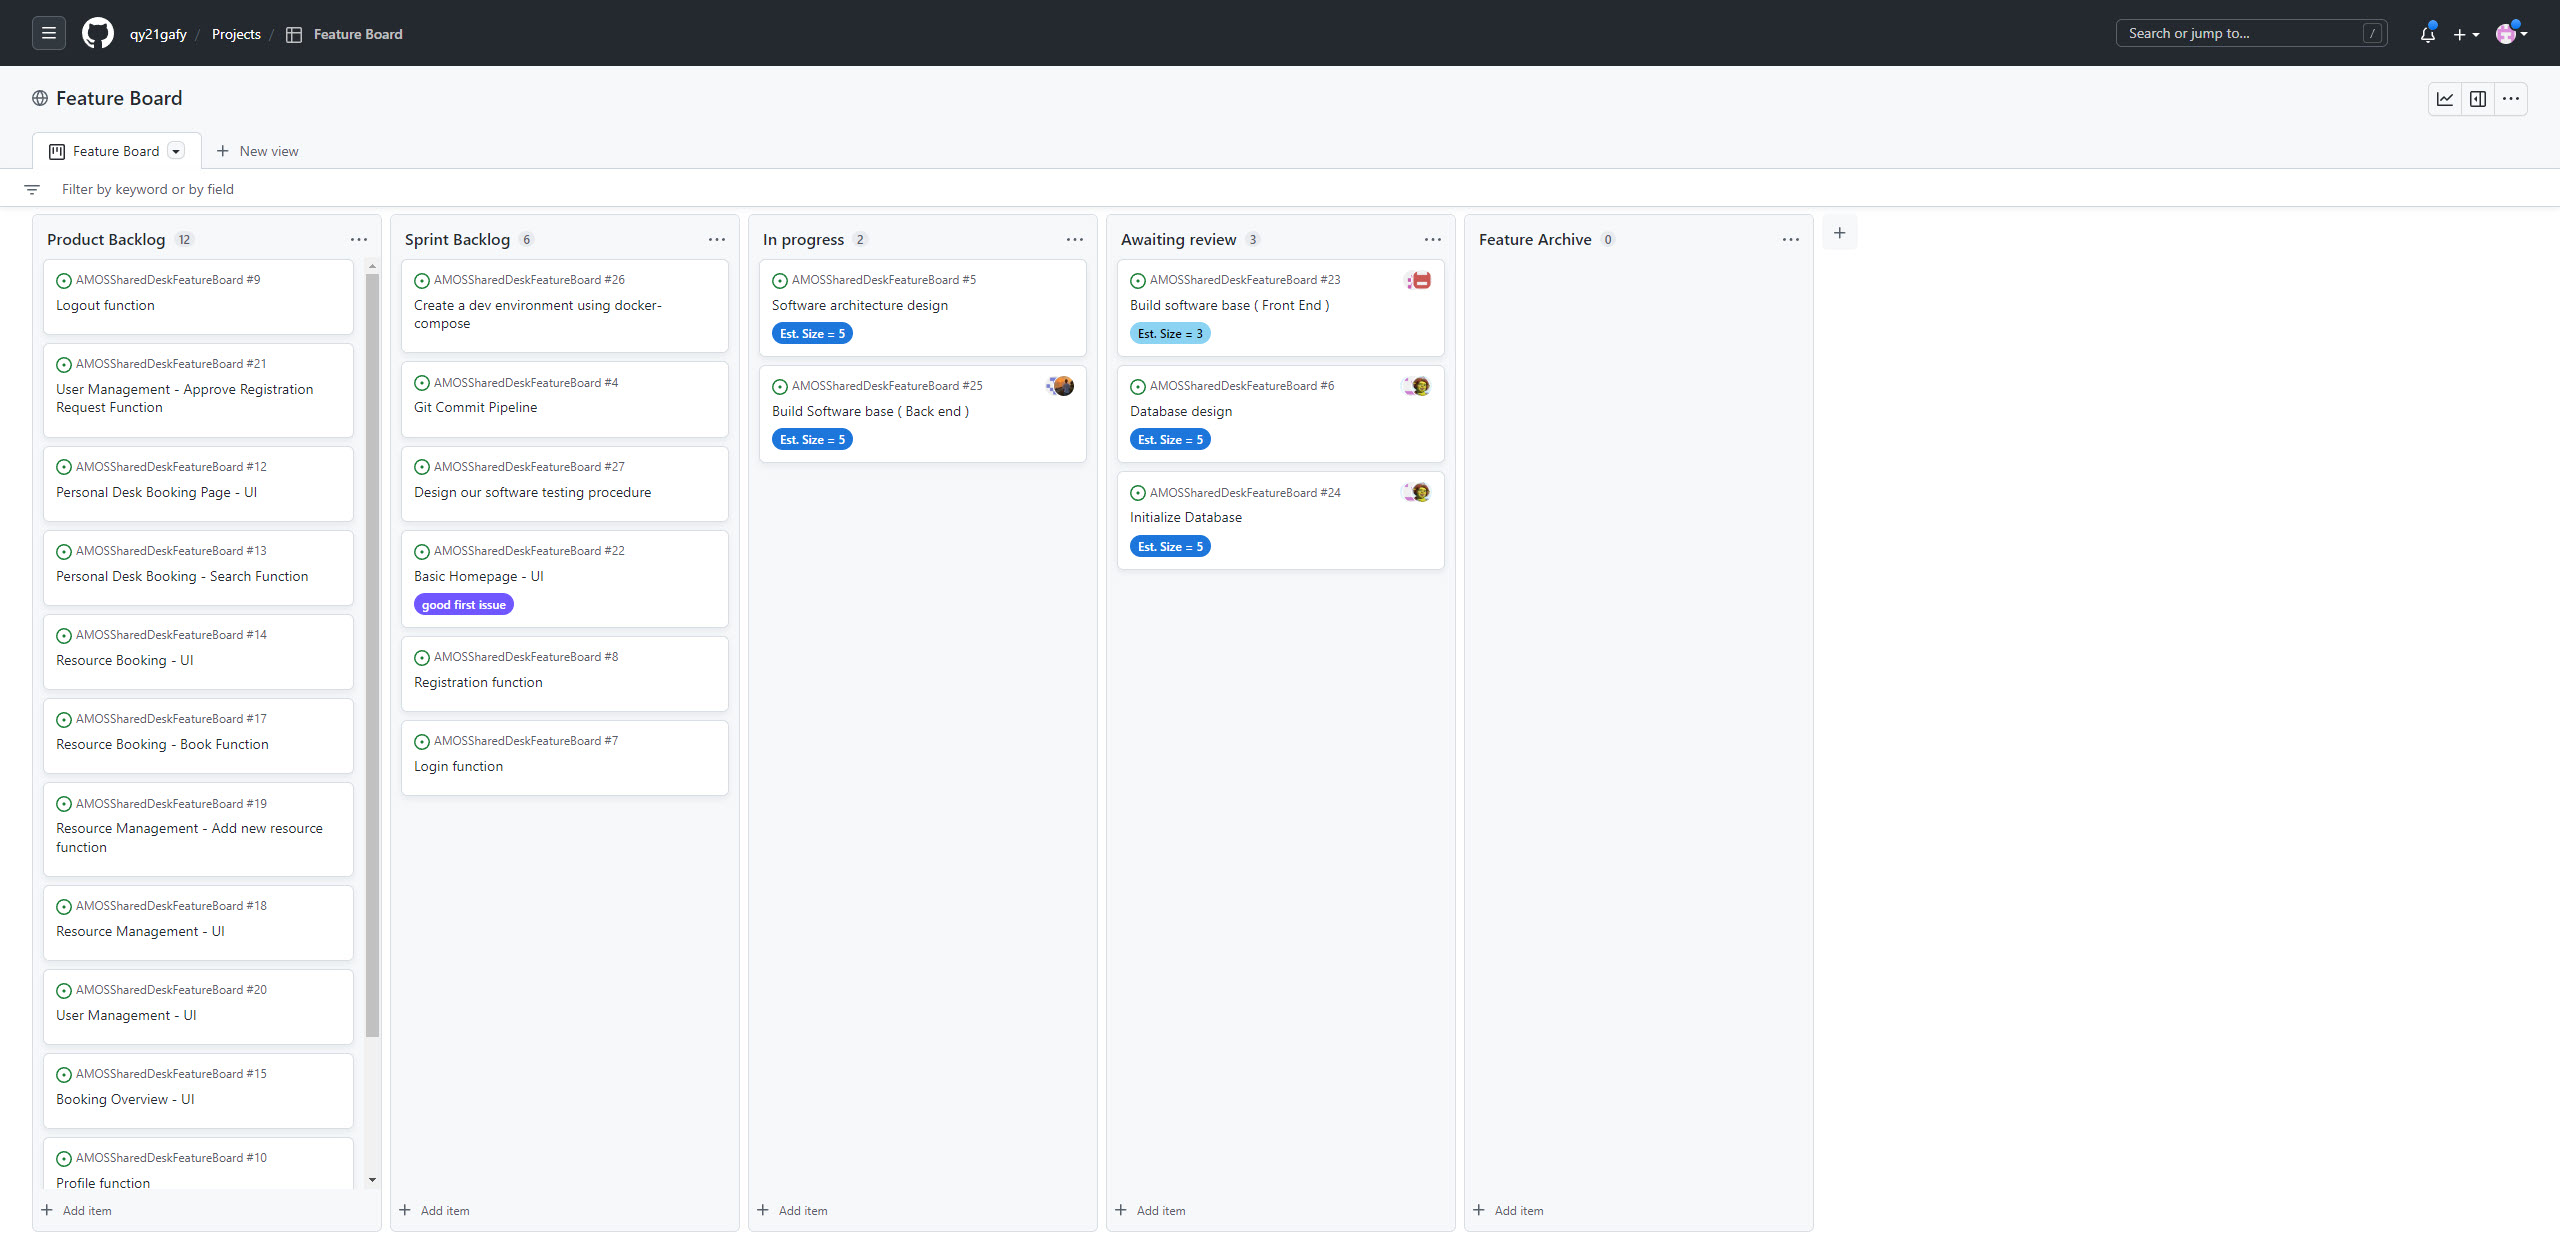 qy21gafy / Projects / Feature Board
Search or jump to... /
Feature Board
Feature Board
New view
Filter by keyword or by field
Product Backlog 12
AMOSSharedDeskFeatureBoard #9
Logout function
AMOSSharedDeskFeatureBoard #21
User Management - Approve Registration
Request Function
AMOSSharedDeskFeatureBoard #12
Personal Desk Booking Page - UI
AMOSSharedDeskFeatureBoard #13
Personal Desk Booking - Search Function
AMOSSharedDeskFeatureBoard #14
Resource Booking - UI
AMOSSharedDeskFeatureBoard #17
Resource Booking - Book Function
AMOSSharedDeskFeatureBoard #19
Resource Management - Add new resource
function
AMOSSharedDeskFeatureBoard #18
Resource Management - UI
AMOSSharedDeskFeatureBoard #20
User Management - UI
AMOSSharedDeskFeatureBoard #15
Booking Overview - UI
AMOSSharedDeskFeatureBoard #10
Profile function
Add item
Sprint Backlog 6
AMOSSharedDeskFeatureBoard #26
Create a dev environment using docker-
compose
AMOSSharedDeskFeatureBoard #4
Git Commit Pipeline
AMOSSharedDeskFeatureBoard #27
Design our software testing procedure
AMOSSharedDeskFeatureBoard #22
Basic Homepage - UI
good first issue
AMOSSharedDeskFeatureBoard #8
Registration function
AMOSSharedDeskFeatureBoard #7
Login function
Add item
In progress 2
AMOSSharedDeskFeatureBoard #5
Software architecture design
Est. Size = 5
AMOSSharedDeskFeatureBoard #25
Build Software base ( Back end )
Est. Size = 5
Add item
Awaiting review 3
AMOSSharedDeskFeatureBoard #23
Build software base ( Front End )
Est. Size = 3
AMOSSharedDeskFeatureBoard #6
Database design
Est. Size = 5
AMOSSharedDeskFeatureBoard #24
Initialize Database
Est. Size = 5
Add item
Feature Archive 0
Add item